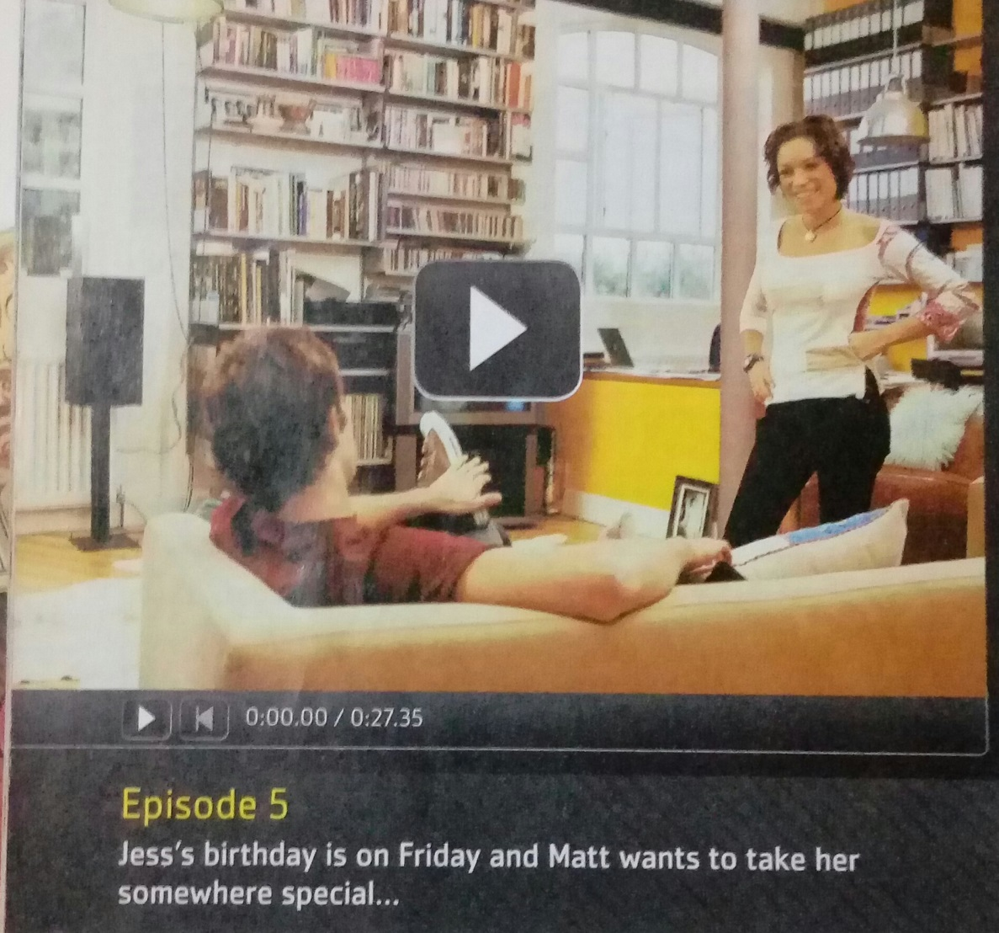 0:00.00 / 0:27.35
Episode 5
Jess's birthday is on Friday and Matt wants to take her
somewhere special...